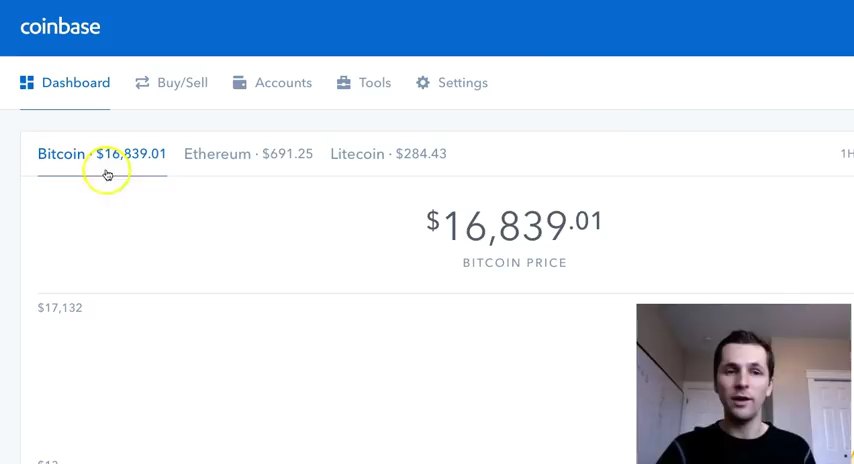 coinbase
Dashboard Buy/Sell Accounts Tools Settings
Bitcoin · $16,839.01 Ethereum · $691.25 Litecoin · $284.43 1H
$16,839.01
BITCOIN PRICE
$17,132